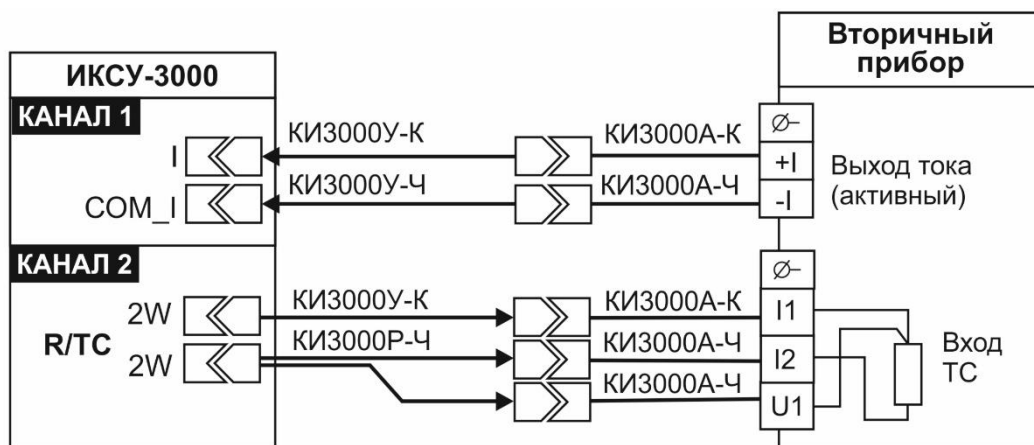 Вторичный
прибор
ИКСУ-3000
КАНАЛ 1
КИ3000У-К
КИ3000А-К
I
+I
КИ3000У-Ч
КИ3000А-Ч
COM_I
-I
Выход тока
(активный)
КАНАЛ 2
КИ3000У-К
КИ3000А-К
2W
I1
R/TC
КИ3000Р-Ч
КИ3000А-Ч
2W
I2
КИ3000А-Ч
U1
Вход
ТС